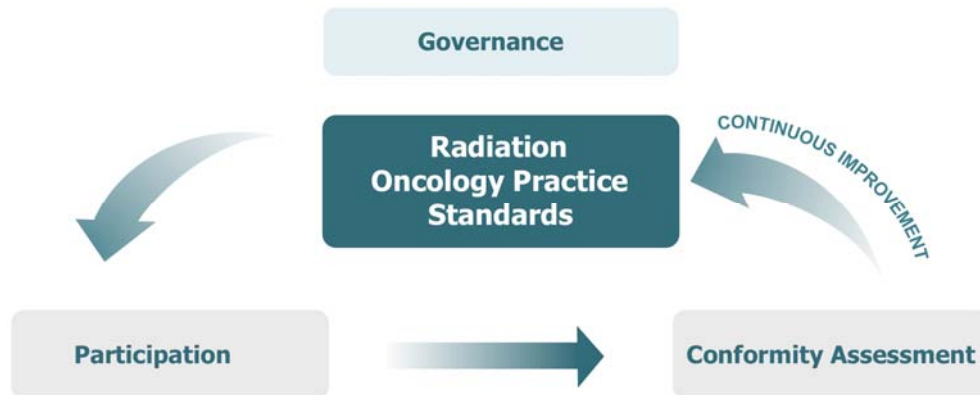 Governance
Radiation
Oncology Practice
Standards
CONTINUOUS IMPROVEMENT
Participation
Conformity Assessment